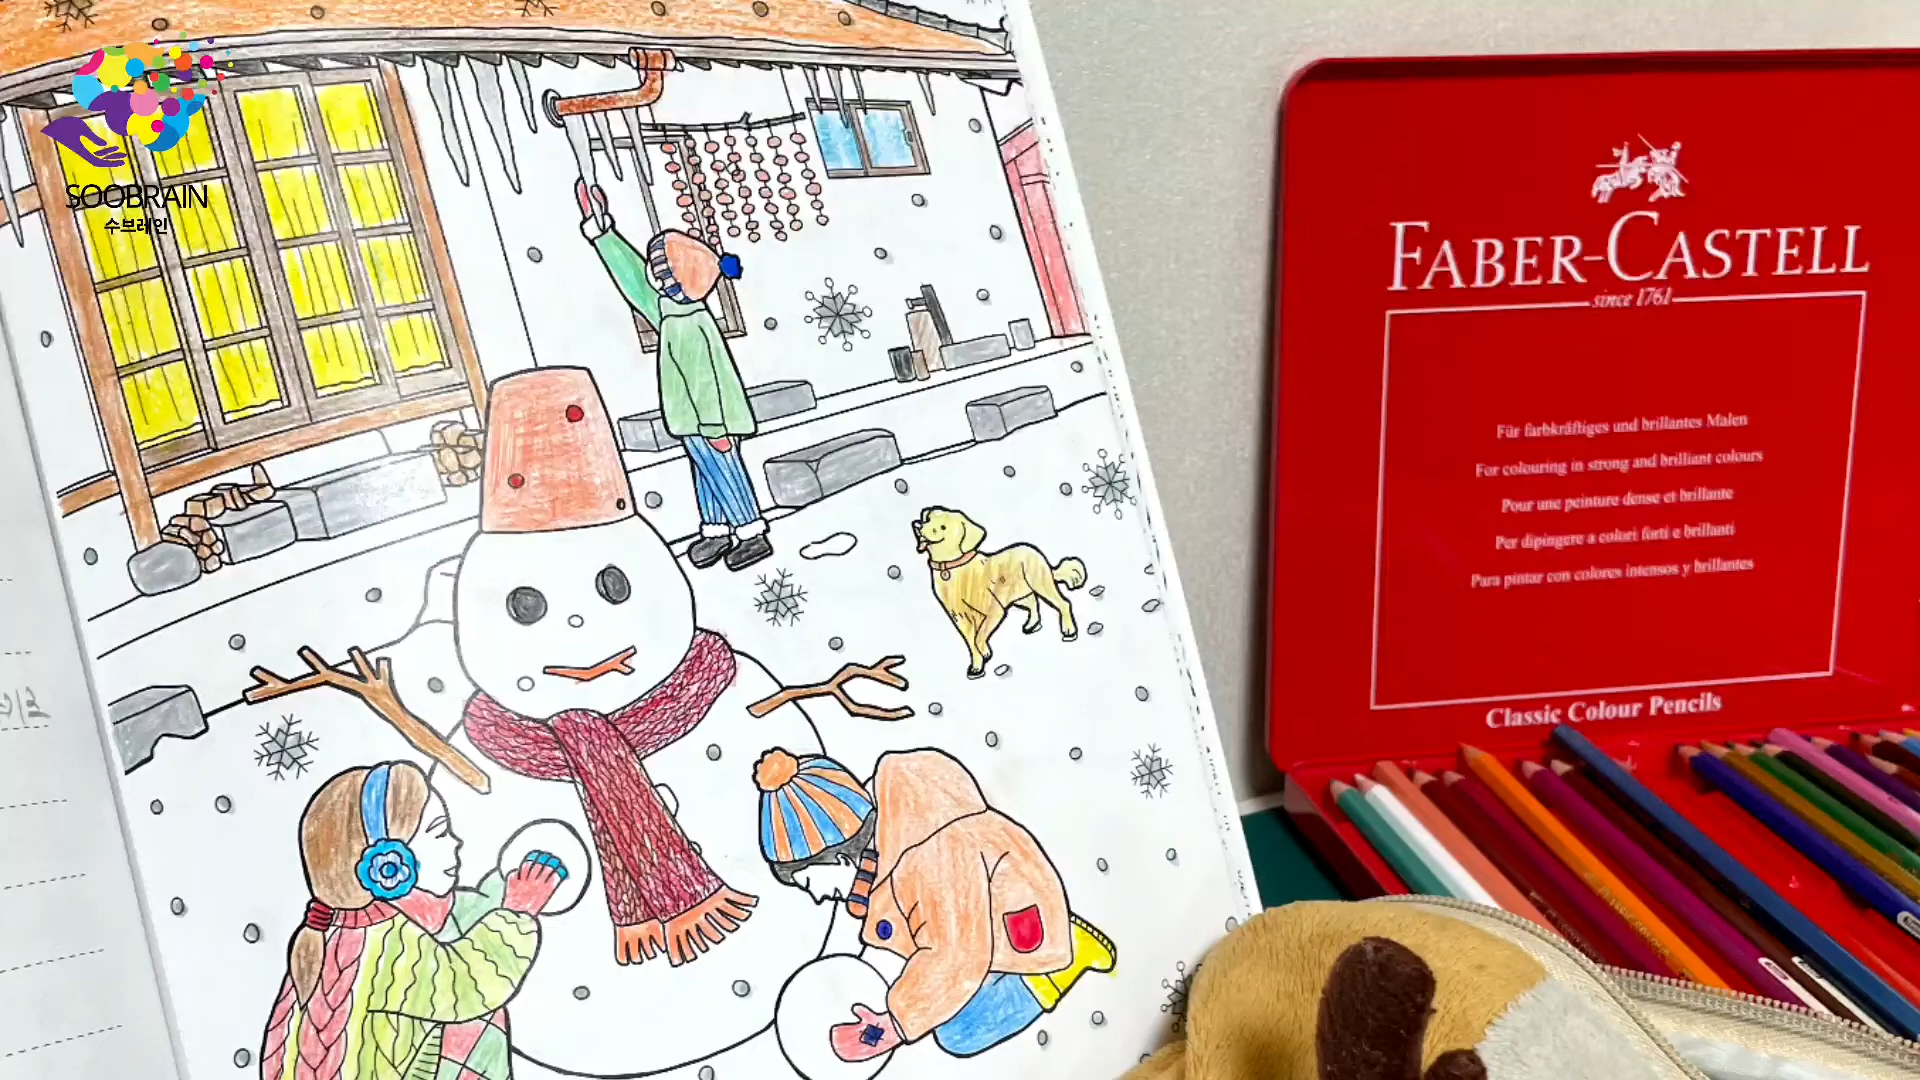 SOOBRAIN
수브레인
FABER-CASTELL
since 1761
Für farbkräftiges und brillantes Malen
For colouring in strong and brilliant colours
Pour une peinture dense et brillante
Per dipingere a colori forti e brillanti
Para pintar con colores intensos y brillantes
Classic Colour Pencils